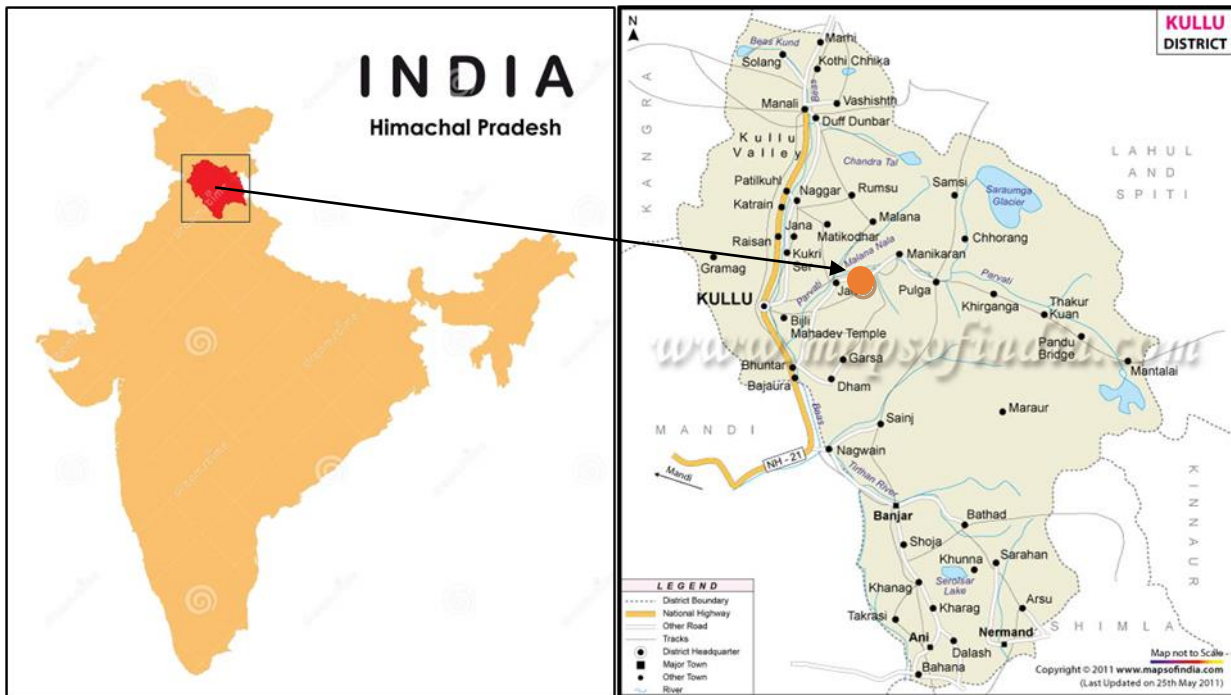 INDIA
Himachal Pradesh
N
KULLU
DISTRICT
Beas Kund
Marhi
Solang
Kothi Chhika
Beas
Manali
Vashishth
Duff Dunbar
Kullu
Valley
Chandra Tal
LAHUL
AND
SPITI
KANGRA
Patilkuhl
Naggar
Rumsu
Samsi
Saraumga
Glacier
Katrain
Jana
Malana
Raisan
Matikodhar
Chhorang
Kukri
Ser
Malana Nala
Manikaran
Gramag
Parvati
KULLU
Parvati
Pulga
Khirganga
Thakur
Kuan
Bijli
Mahadev Temple
Pandu
Bridge
www.mapsofindia.com
Garsa
Bhuntar
Bajaura
Dham
Mantalai
Beas
Maraur
MANDI
Sainj
NH - 21
Nagwain
Mandi
Tirthan River
KINNAUR
Banjar
Bathad
Shoja
Khunna
Sarahan
Khanag
Serolsar
Lake
Takrasi
Kharag
Arsu
SHIMLA
Ani
Nermand
Dalash
Bahana
LEGEND
District Boundary
National Highway
Other Road
Tracks
District Headquarter
Major Town
Other Town
River
Map not to Scale
Copyright © 2011 www.mapsofindia.com
(Last Updated on 25th May 2011)